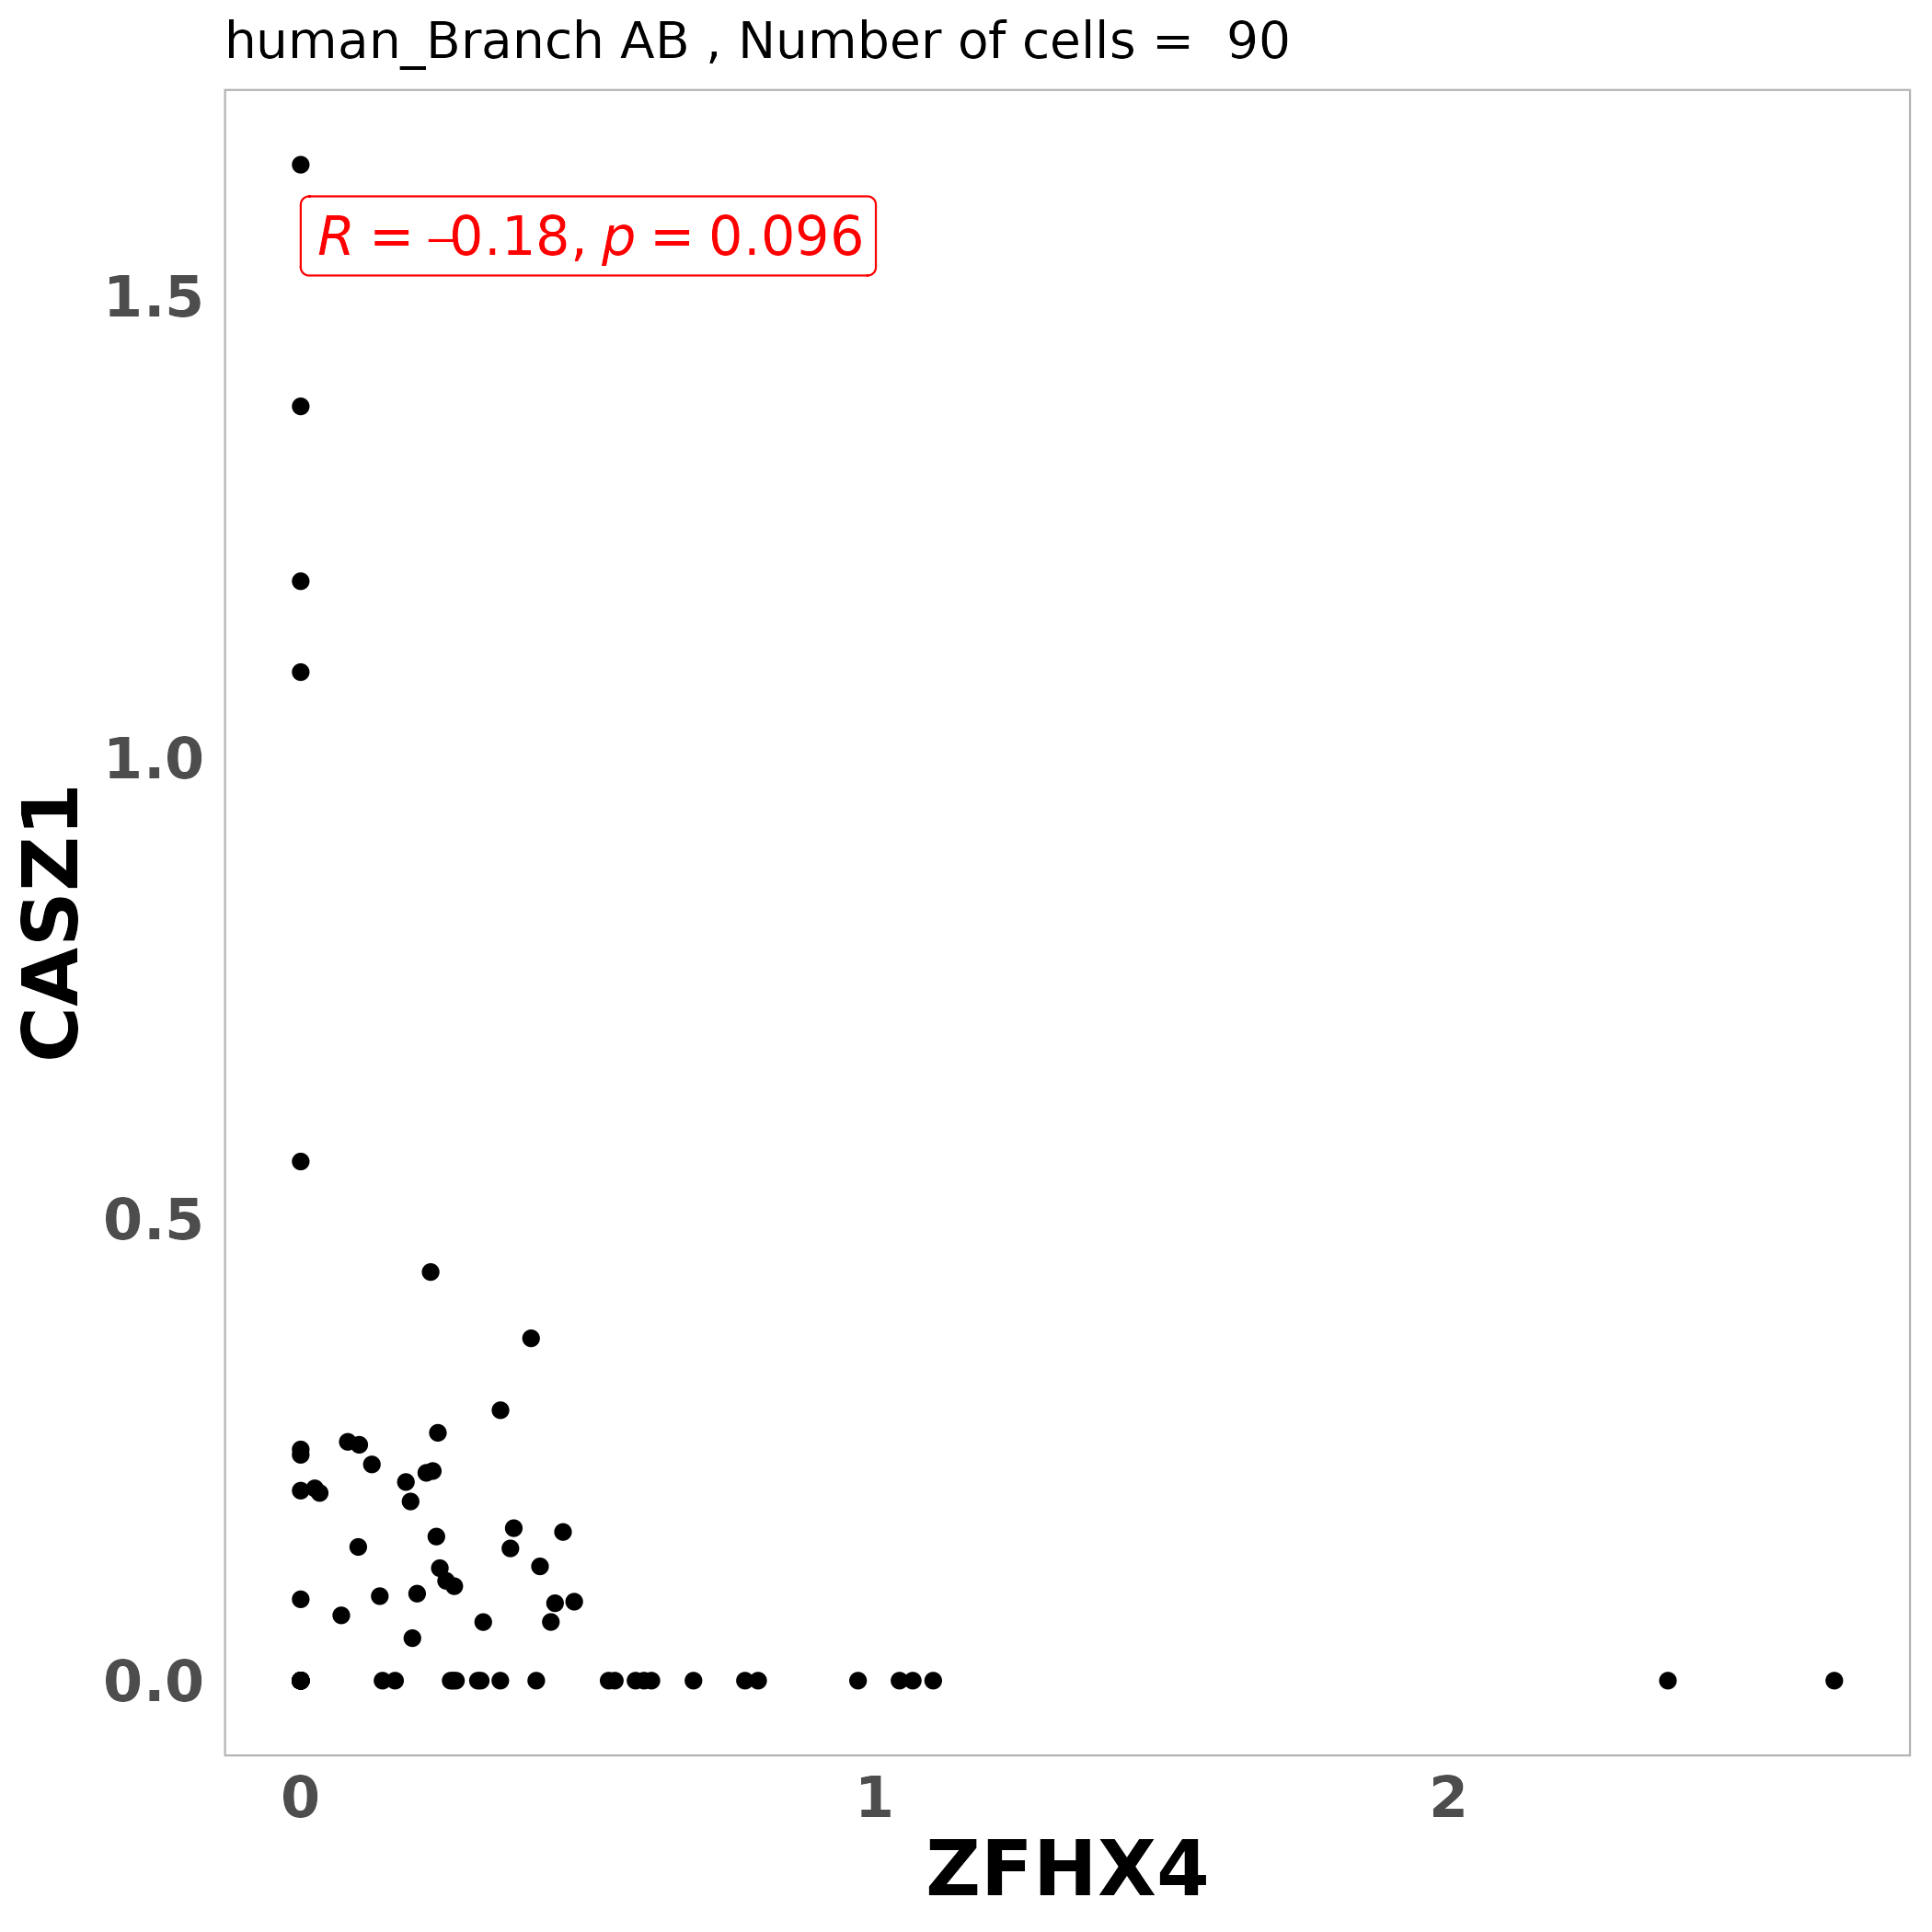 human_Branch AB , Number of cells =  90
R = –0.18, p = 0.096
1.5
1.0
0.5
0.0
CASZ1
0 1 2
ZFHX4